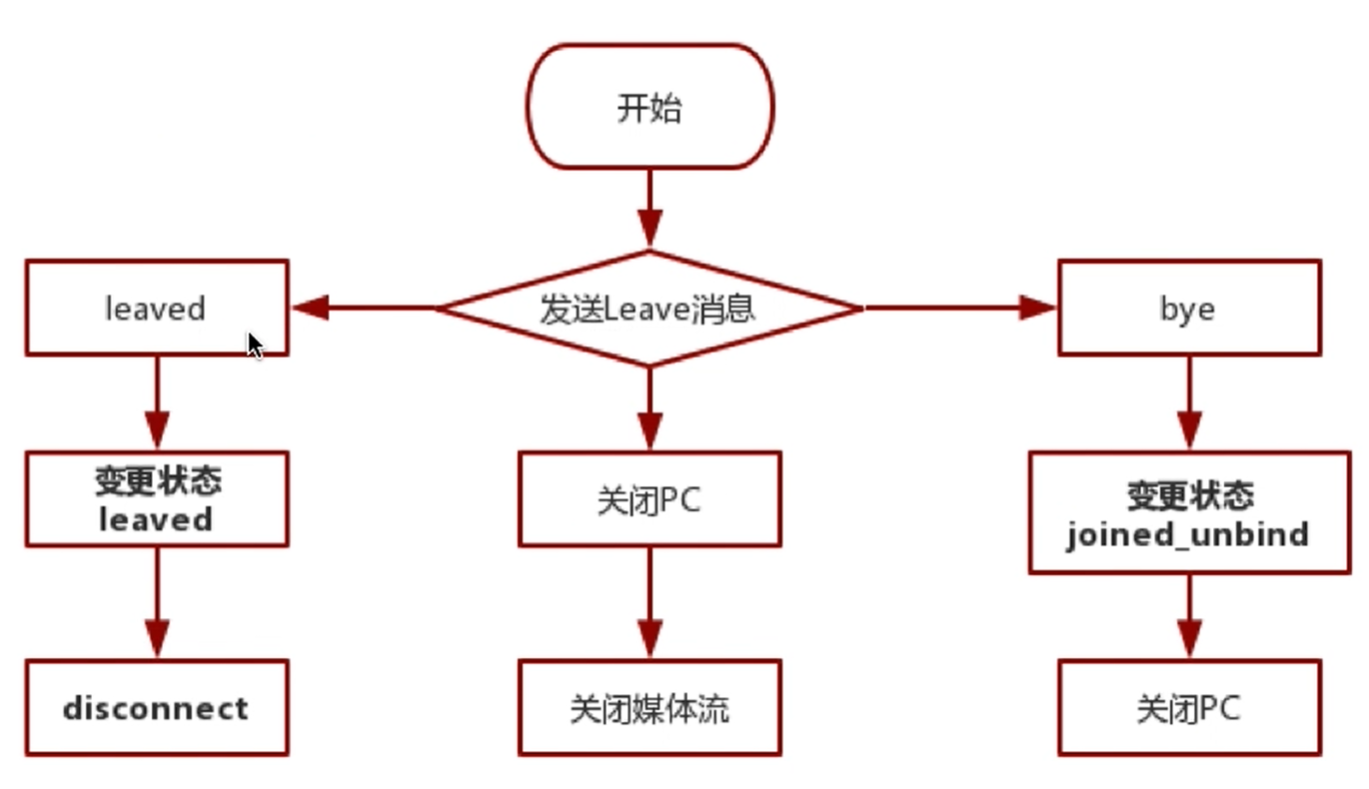 开始
leaved
发送Leave消息
bye
变更状态
leaved
关闭PC
变更状态
joined_unbind
disconnect
关闭媒体流
关闭PC